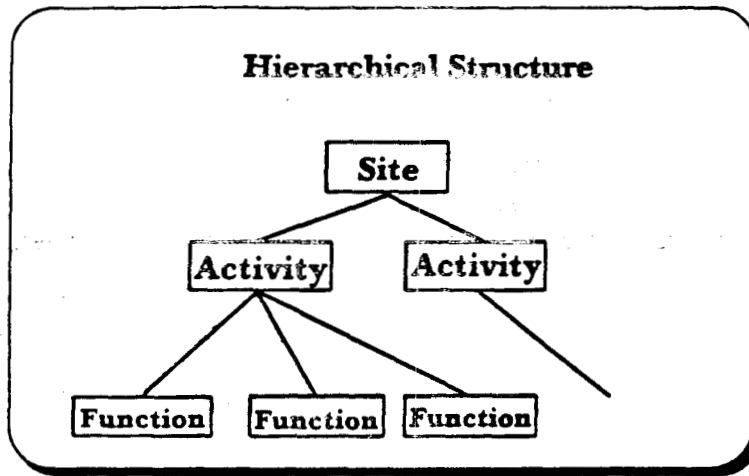 Hierarchical Structure
Site
Activity Activity
Function Function Function